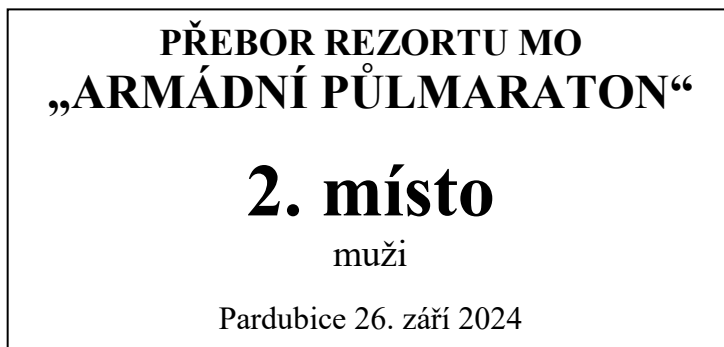 PŘEBOR REZORTU MO
„ARMÁDNÍ PŮLMARATON“
2. místo
muži
Pardubice 26. září 2024